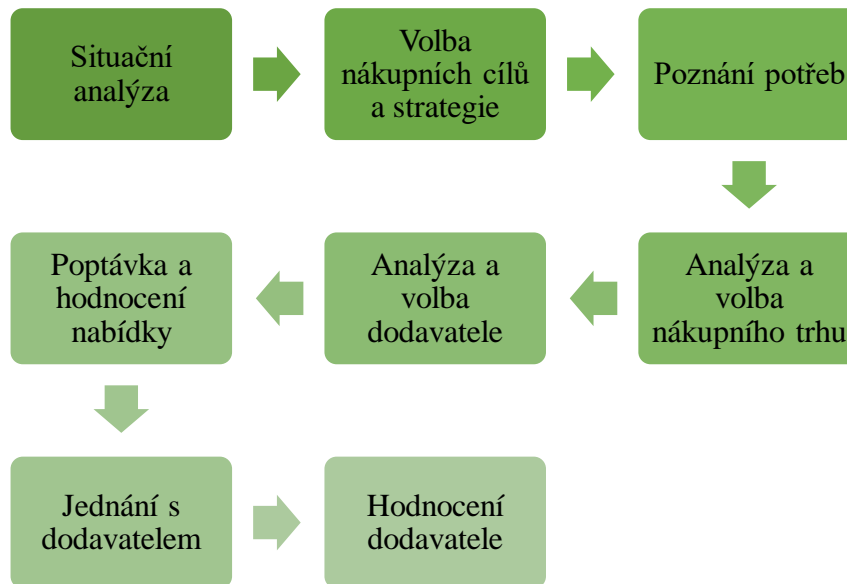 Situační
analýza
Volba
nákupních cílů
a strategie
Poznání potřeb
Analýza a
volba
nákupního trhu
Analýza a
volba
dodavatele
Poptávka a
hodnocení
nabídky
Jednání s
dodavatelem
Hodnocení
dodavatele